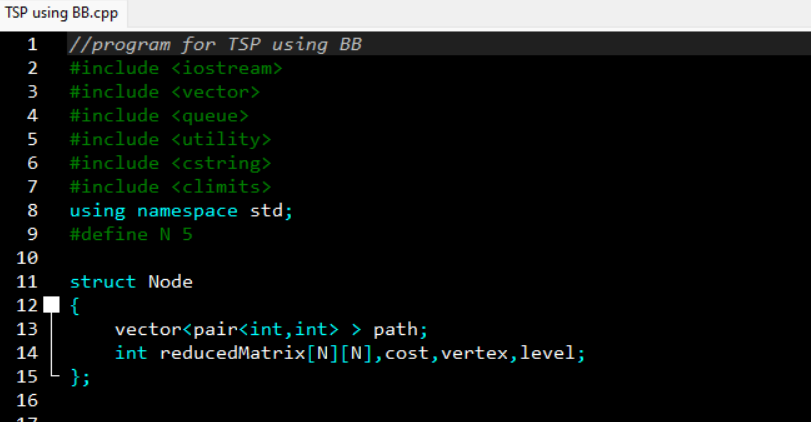 TSP using BB.cpp
1 //program for TSP using BB
2 #include <iostream>
3 #include <vector>
4 #include <queue>
5 #include <utility>
6 #include <cstring>
7 #include <climits>
8 using namespace std;
9 #define N 5
10
11 struct Node
12 {
13     vector<pair<int,int> > path;
14     int reducedMatrix[N][N],cost,vertex,level;
15 };
16